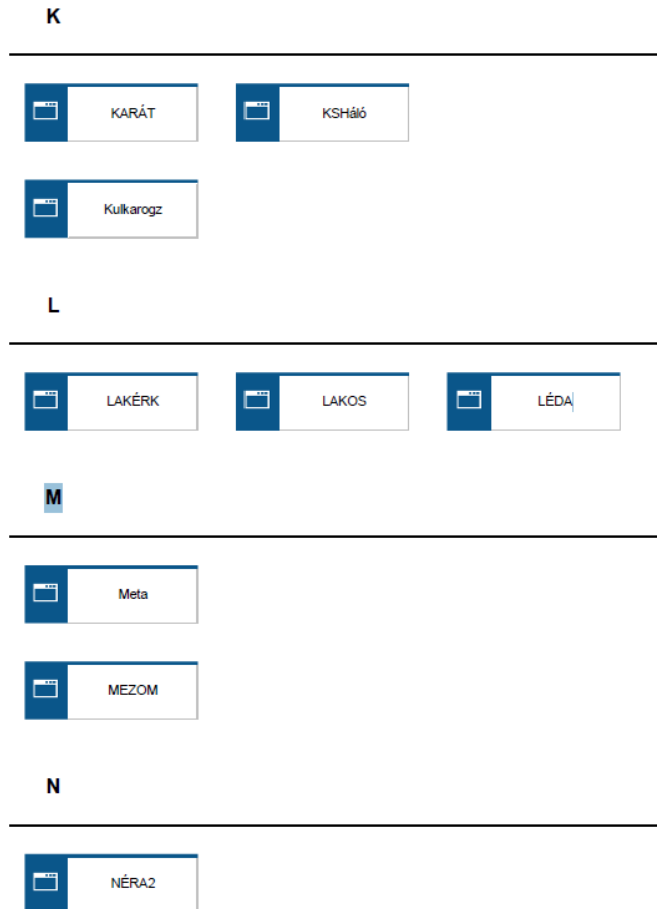 K
KARÁT KSHáló
Kulkarogz
L
LAKÉRK LAKOS LÉDA
M
Meta
MEZOM
N
NÉRA2